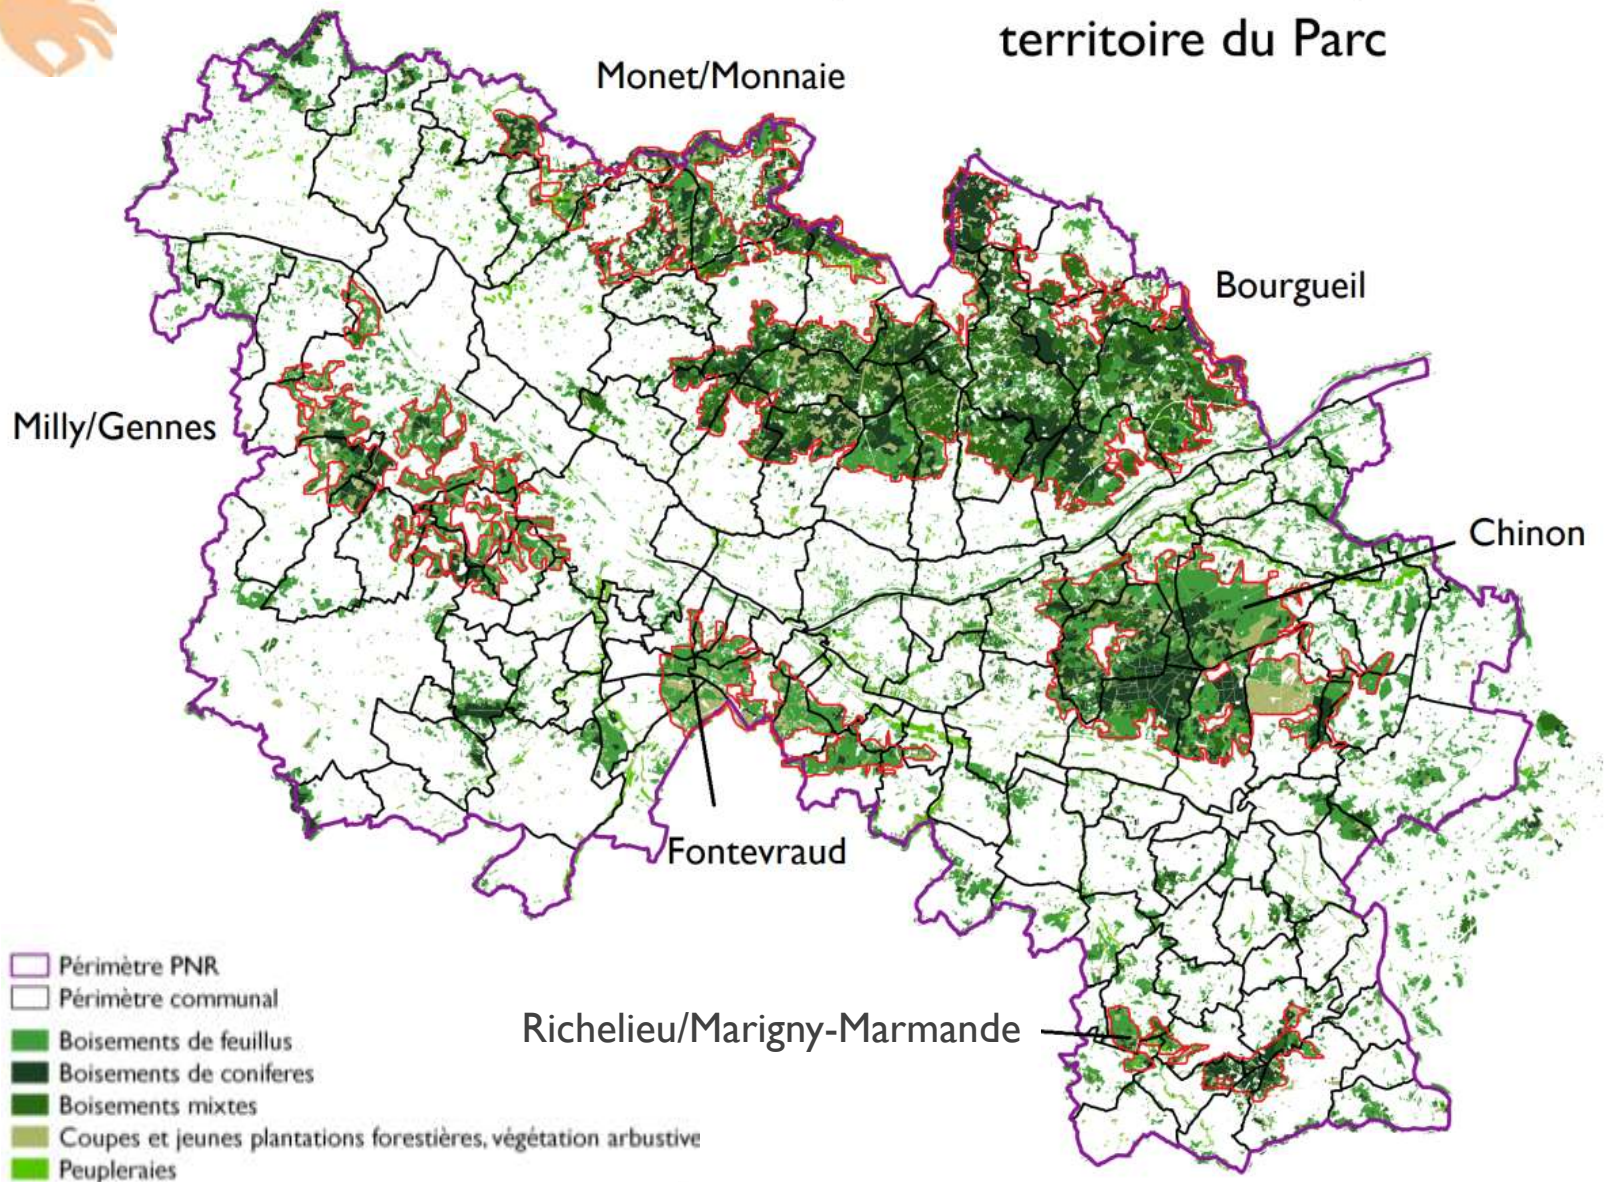 territoire du Parc
Monet/Monnaie
Bourgueil
Milly/Gennes
Chinon
Fontevraud
Richelieu/Marigny-Marmande
Périmètre PNR
Périmètre communal
Boisements de feuillus
Boisements de coniferes
Boisements mixtes
Coupes et jeunes plantations forestières, végétation arbustive
Peupleraies